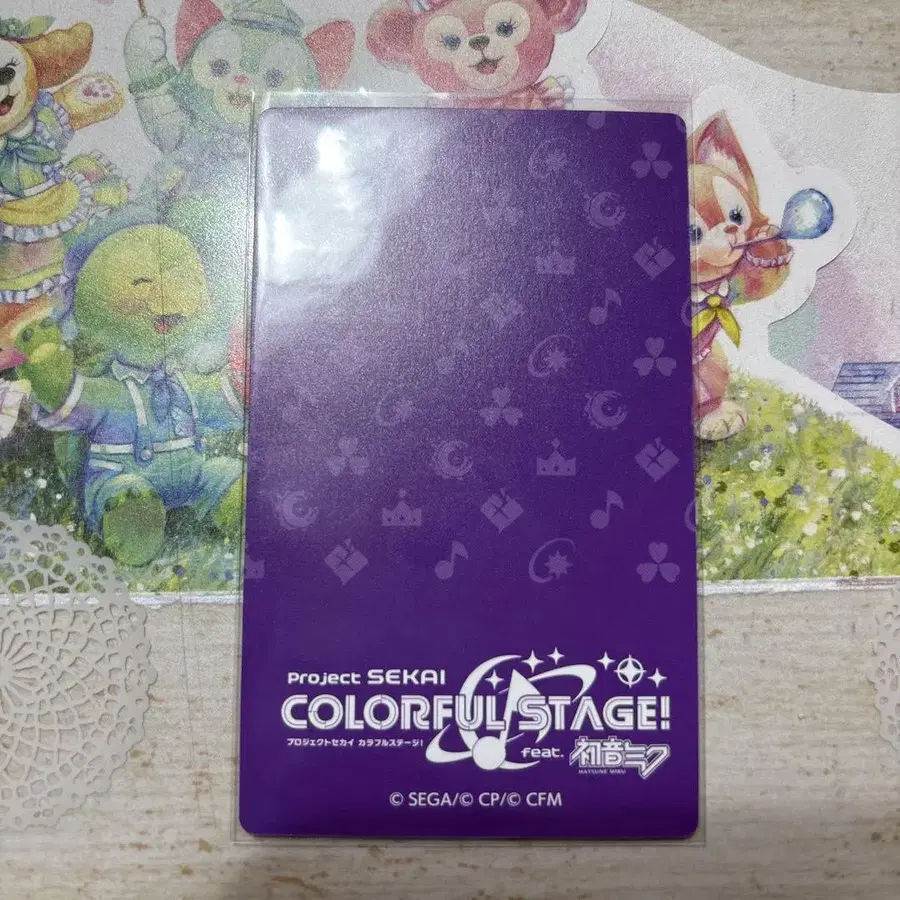 Project SEKAI
COLORFUL STAGE!
プロジェクトセカイ カラフルステージ!
feat. 初音ミク
HATSUNE MIKU
© SEGA/© CP/© CFM